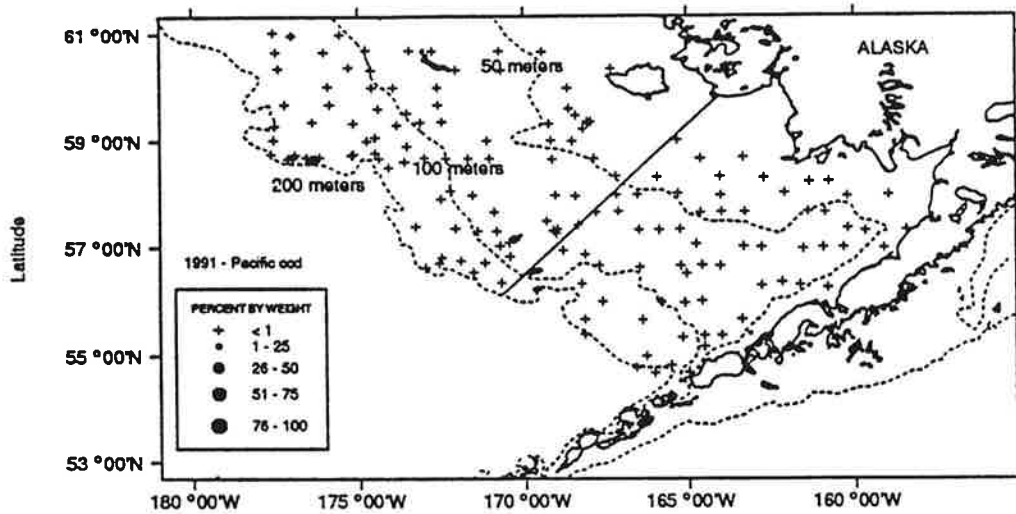 61 °00'N
ALASKA
50 meters
59 °00'N
100 meters
200 meters
Latitude
57 °00'N
1991 - Pacific cod
PERCENT BY WEIGHT
< 1
1 - 25
26 - 50
51 - 75
76 - 100
55 °00'N
53 °00'N
180 °00'W
175 °00'W
170 °00'W
165 °00'W
160 °00'W